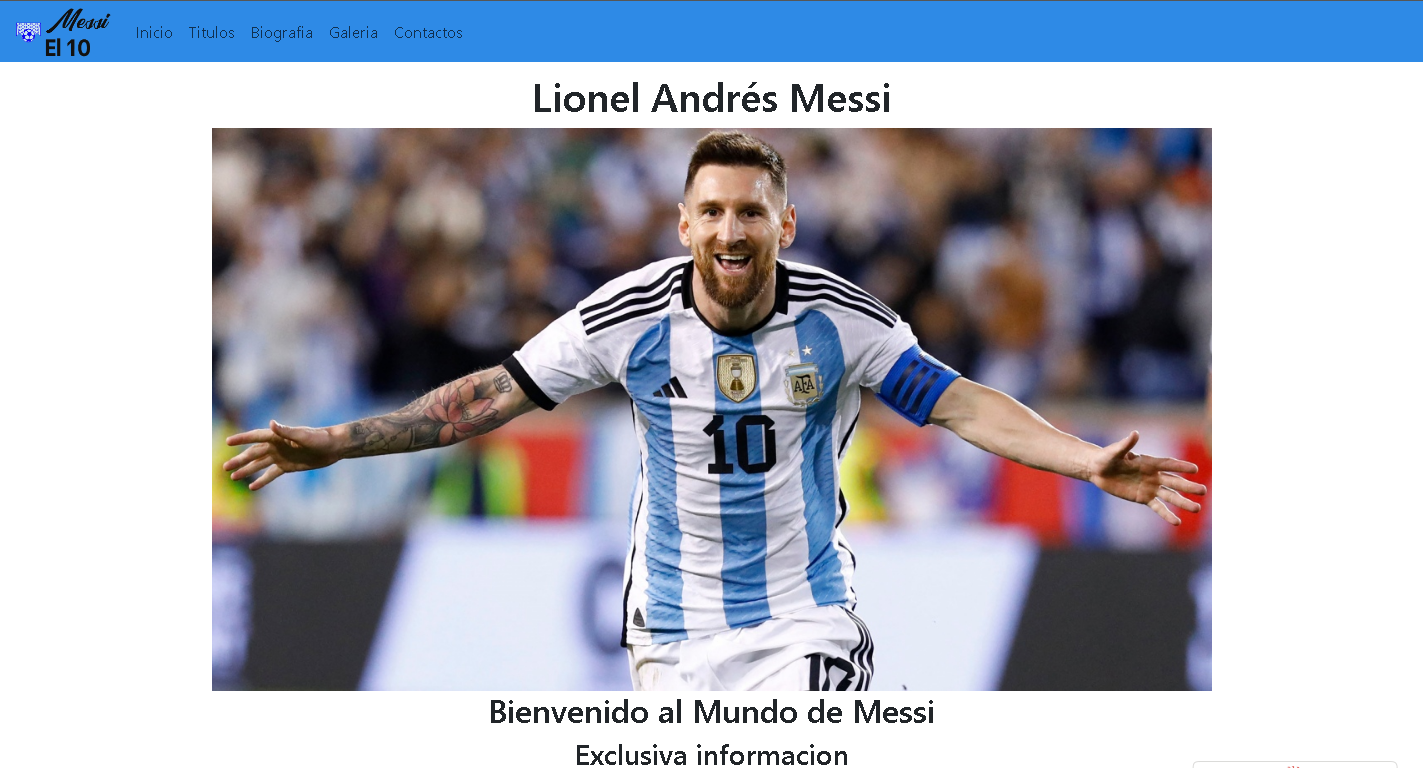 Messi
El 10
Inicio Titulos Biografia Galeria Contactos
Lionel Andrés Messi
AFA
10
10
Bienvenido al Mundo de Messi
Exclusiva informacion